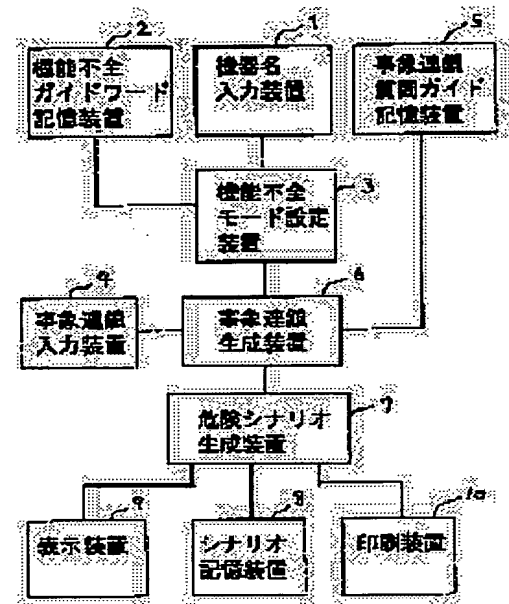 2
機能不全
ガイドワード
記憶装置
1
機器名
入力装置
5
事象連鎖
質問ガイド
記憶装置
機能不全
モード設定
装置
3
4
事象連鎖
入力装置
事象連鎖
生成装置
6
危険シナリオ
生成装置
7
9
表示装置
8
シナリオ
記憶装置
10
印刷装置